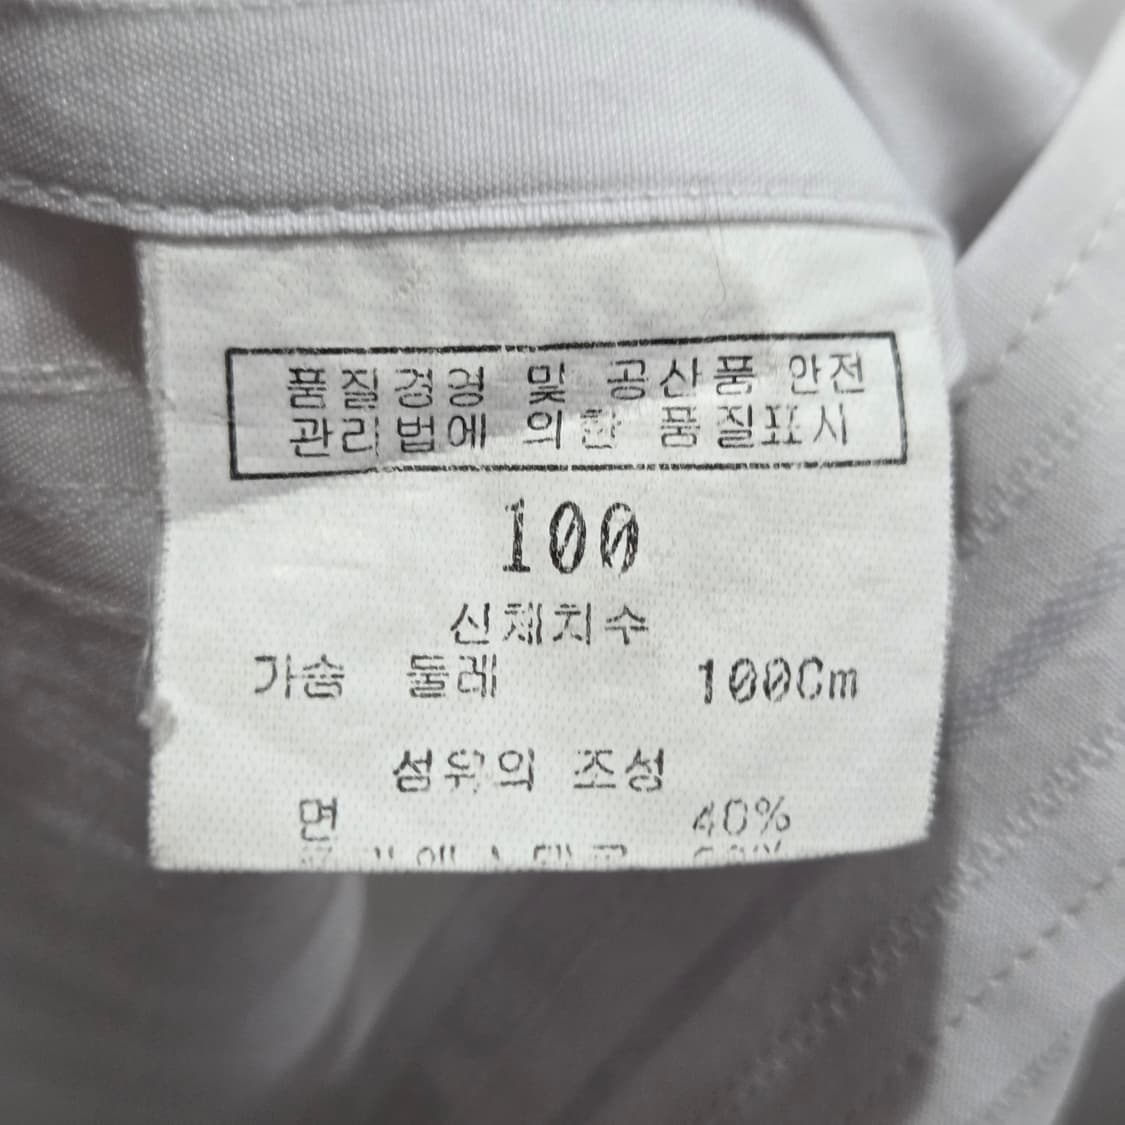 품질경영 및 공산품 안전
관리법에 의한 품질표시
100
신체치수
가슴 둘레 100Cm
섬유의 조성
면 40%